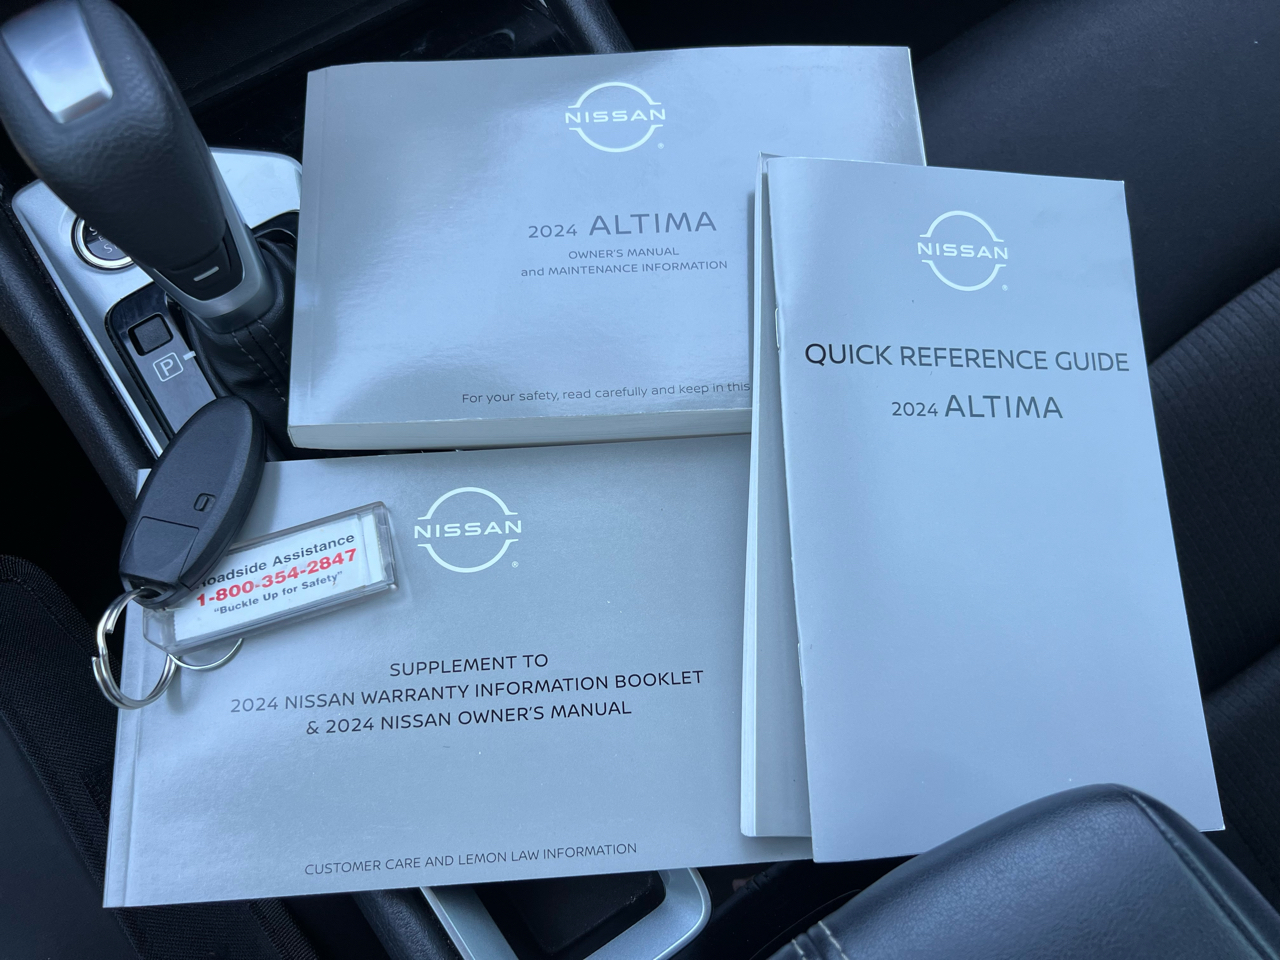 NISSAN
2024 ALTIMA
OWNER'S MANUAL
and MAINTENANCE INFORMATION
For your safety, read carefully and keep in this
NISSAN
QUICK REFERENCE GUIDE
2024 ALTIMA
P
NISSAN
SUPPLEMENT TO
2024 NISSAN WARRANTY INFORMATION BOOKLET
& 2024 NISSAN OWNER'S MANUAL
CUSTOMER CARE AND LEMON LAW INFORMATION
Roadside Assistance
1-800-354-2847
"Buckle Up for Safety"